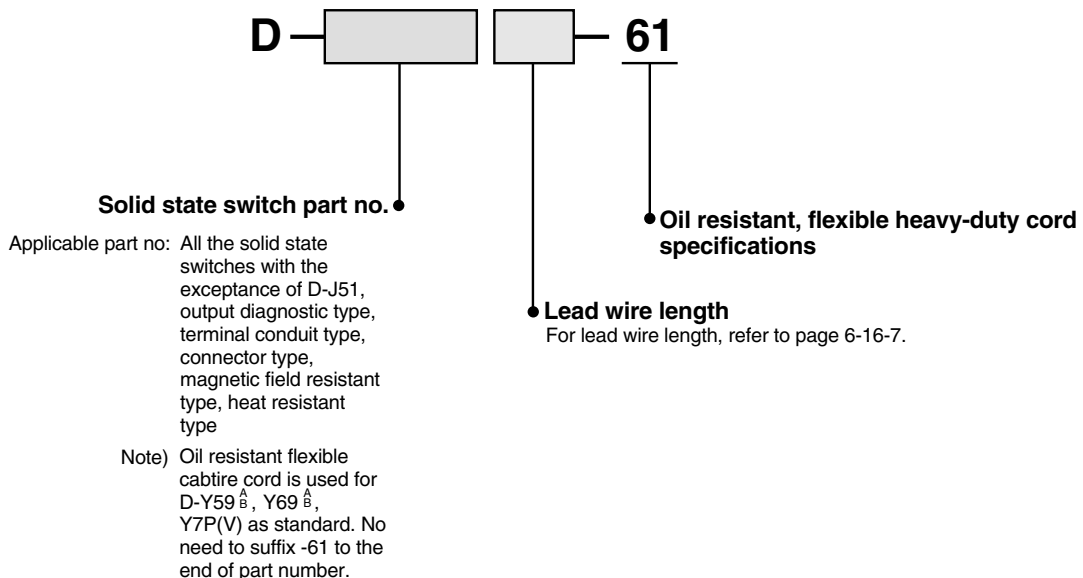 D — — 61
Solid state switch part no.
Applicable part no: All the solid state
switches with the
exceptance of D-J51,
output diagnostic type,
terminal conduit type,
connector type,
magnetic field resistant
type, heat resistant
type
Note) Oil resistant flexible
cabtire cord is used for
D-Y59 A B, Y69 A B,
Y7P(V) as standard. No
need to suffix -61 to the
end of part number.
Lead wire length
For lead wire length, refer to page 6-16-7.
Oil resistant, flexible heavy-duty cord
specifications